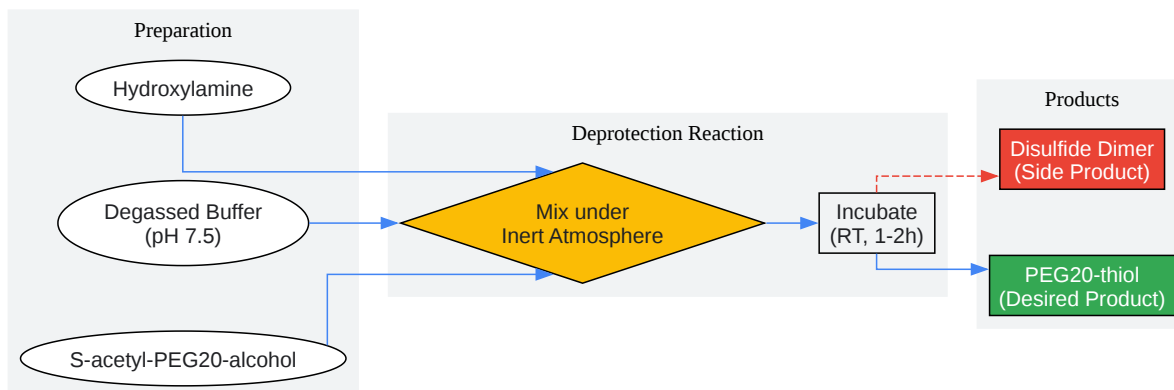 Preparation
Hydroxylamine
Degassed Buffer
(pH 7.5)
S-acetyl-PEG20-alcohol
Deprotection Reaction
Mix under
Inert Atmosphere
Incubate
(RT, 1-2h)
Products
Disulfide Dimer
(Side Product)
PEG20-thiol
(Desired Product)